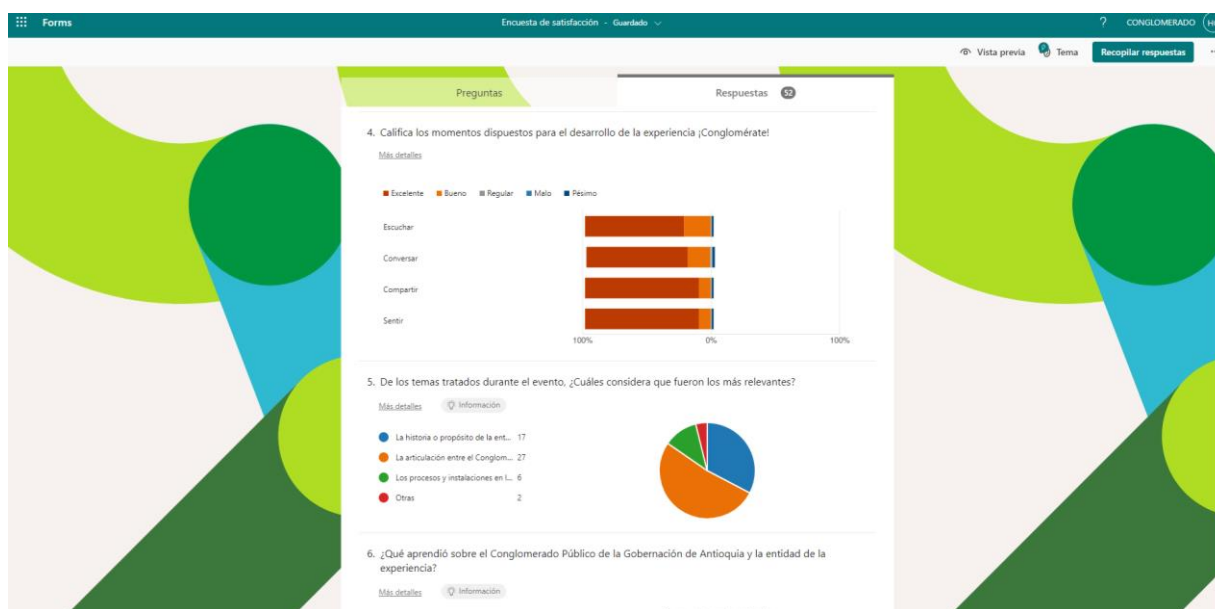 Forms
Encuesta de satisfacción - Guardado
? CONGLOMERADO
Vista previa
Tema
Recopilar respuestas
Preguntas
Respuestas 52
4. Califica los momentos dispuestos para el desarrollo de la experiencia ¡Conglomérate!
Más detalles
Excelente Bueno Regular Malo Pésimo
Escuchar
Conversar
Compartir
Sentir
100% 0% 100%
5. De los temas tratados durante el evento, ¿Cuáles considera que fueron los más relevantes?
Más detalles Información
La historia o propósito de la ent... 17
La articulación entre el Conglom... 27
Los procesos y instalaciones en l... 6
Otras 2
6. ¿Qué aprendió sobre el Conglomerado Público de la Gobernación de Antioquia y la entidad de la
experiencia?
Más detalles Información